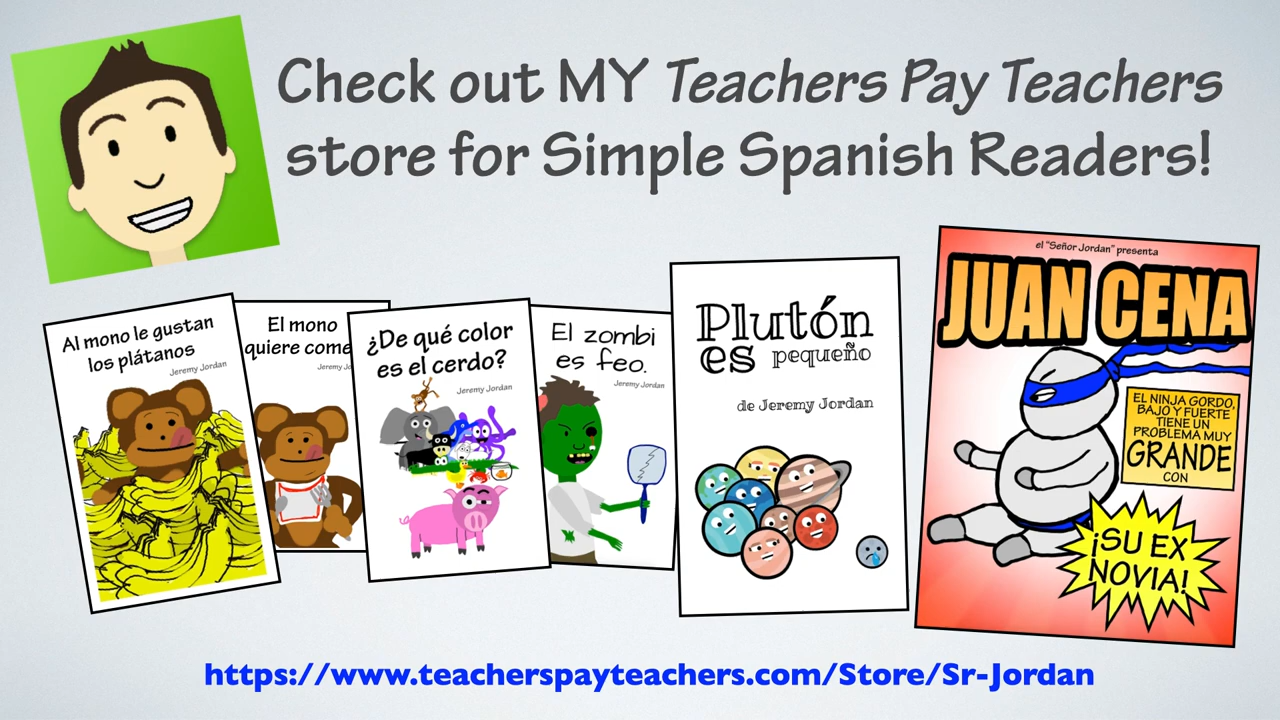 Check out MY Teachers Pay Teachers
store for Simple Spanish Readers!
Al mono le gustan
los plátanos
Jeremy Jordan
El mono
quiere
Jeremy
¿De qué color
es el cerdo?
Jeremy Jordan
El zombi
es feo.
Jeremy Jordan
Plutón
es pequeño
de Jeremy Jordan
el "Señor Jordan" presenta
JUAN CENA
EL NINJA GORDO,
BAJO Y FUERTE
TIENE UN
PROBLEMA MUY
GRANDE
CON
¡SU EX
NOVIA!
https://www.teacherspayteachers.com/Store/Sr-Jordan